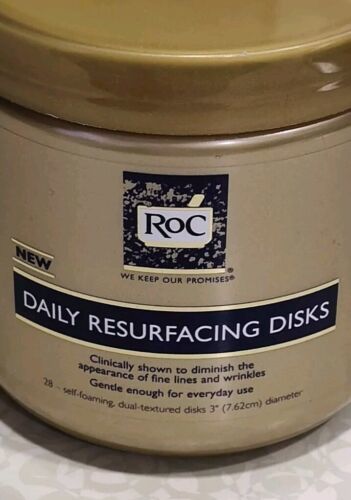 RoC
WE KEEP OUR PROMISES®
NEW
DAILY RESURFACING DISKS
Clinically shown to diminish the
appearance of fine lines and wrinkles
Gentle enough for everyday use
28 - self-foaming, dual-textured disks 3" (7.62cm) diameter